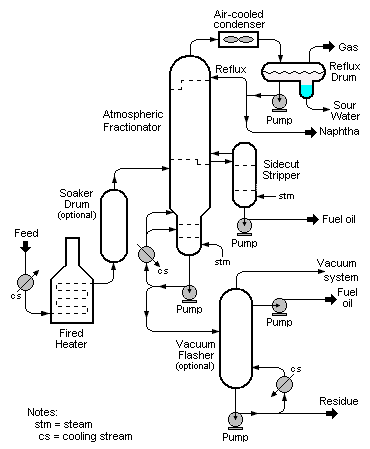 Air-cooled
condenser
Gas
Reflux
Drum
Reflux
Pump
Sour
Water
Naphtha
Atmospheric
Fractionator
Sidecut
Stripper
stm
Soaker
Drum
(optional)
Pump
Fuel oil
Feed
cs
cs
stm
Fired
Heater
Pump
Vacuum
system
Fuel
oil
Pump
Vacuum
Flasher
(optional)
cs
Residue
Pump
Notes:
stm = steam
cs = cooling stream